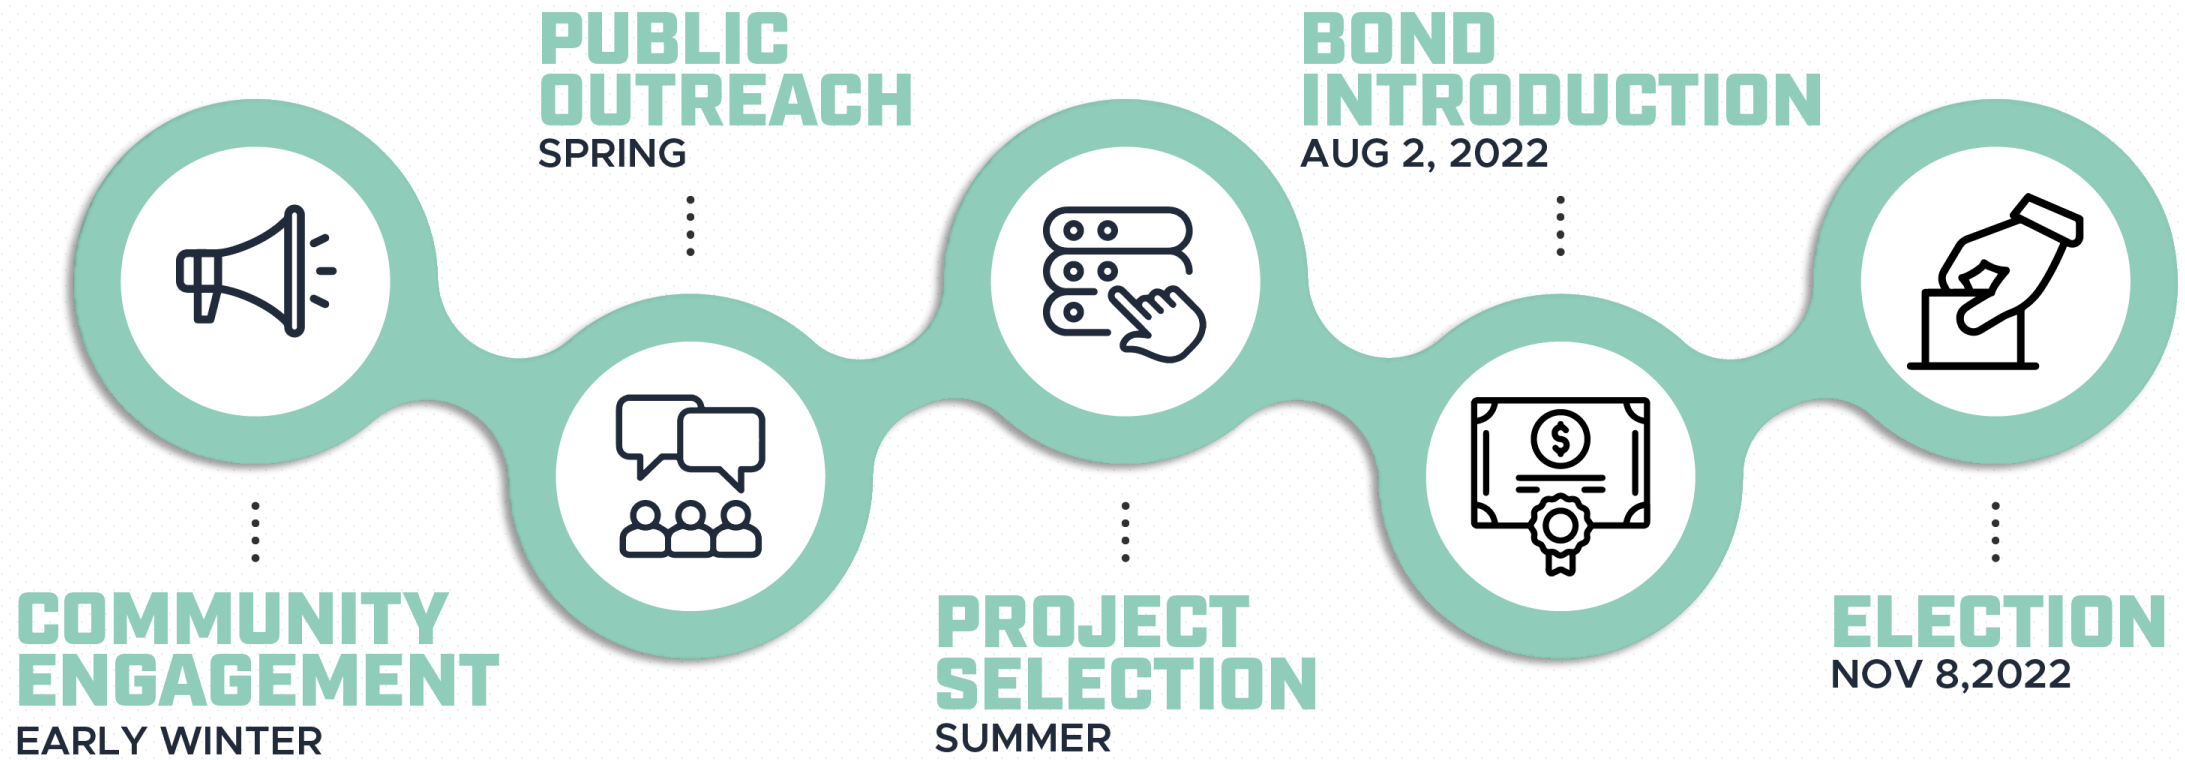 COMMUNITY
ENGAGEMENT
EARLY WINTER
PUBLIC
OUTREACH
SPRING
PROJECT
SELECTION
SUMMER
BOND
INTRODUCTION
AUG 2, 2022
$
ELECTION
NOV 8,2022